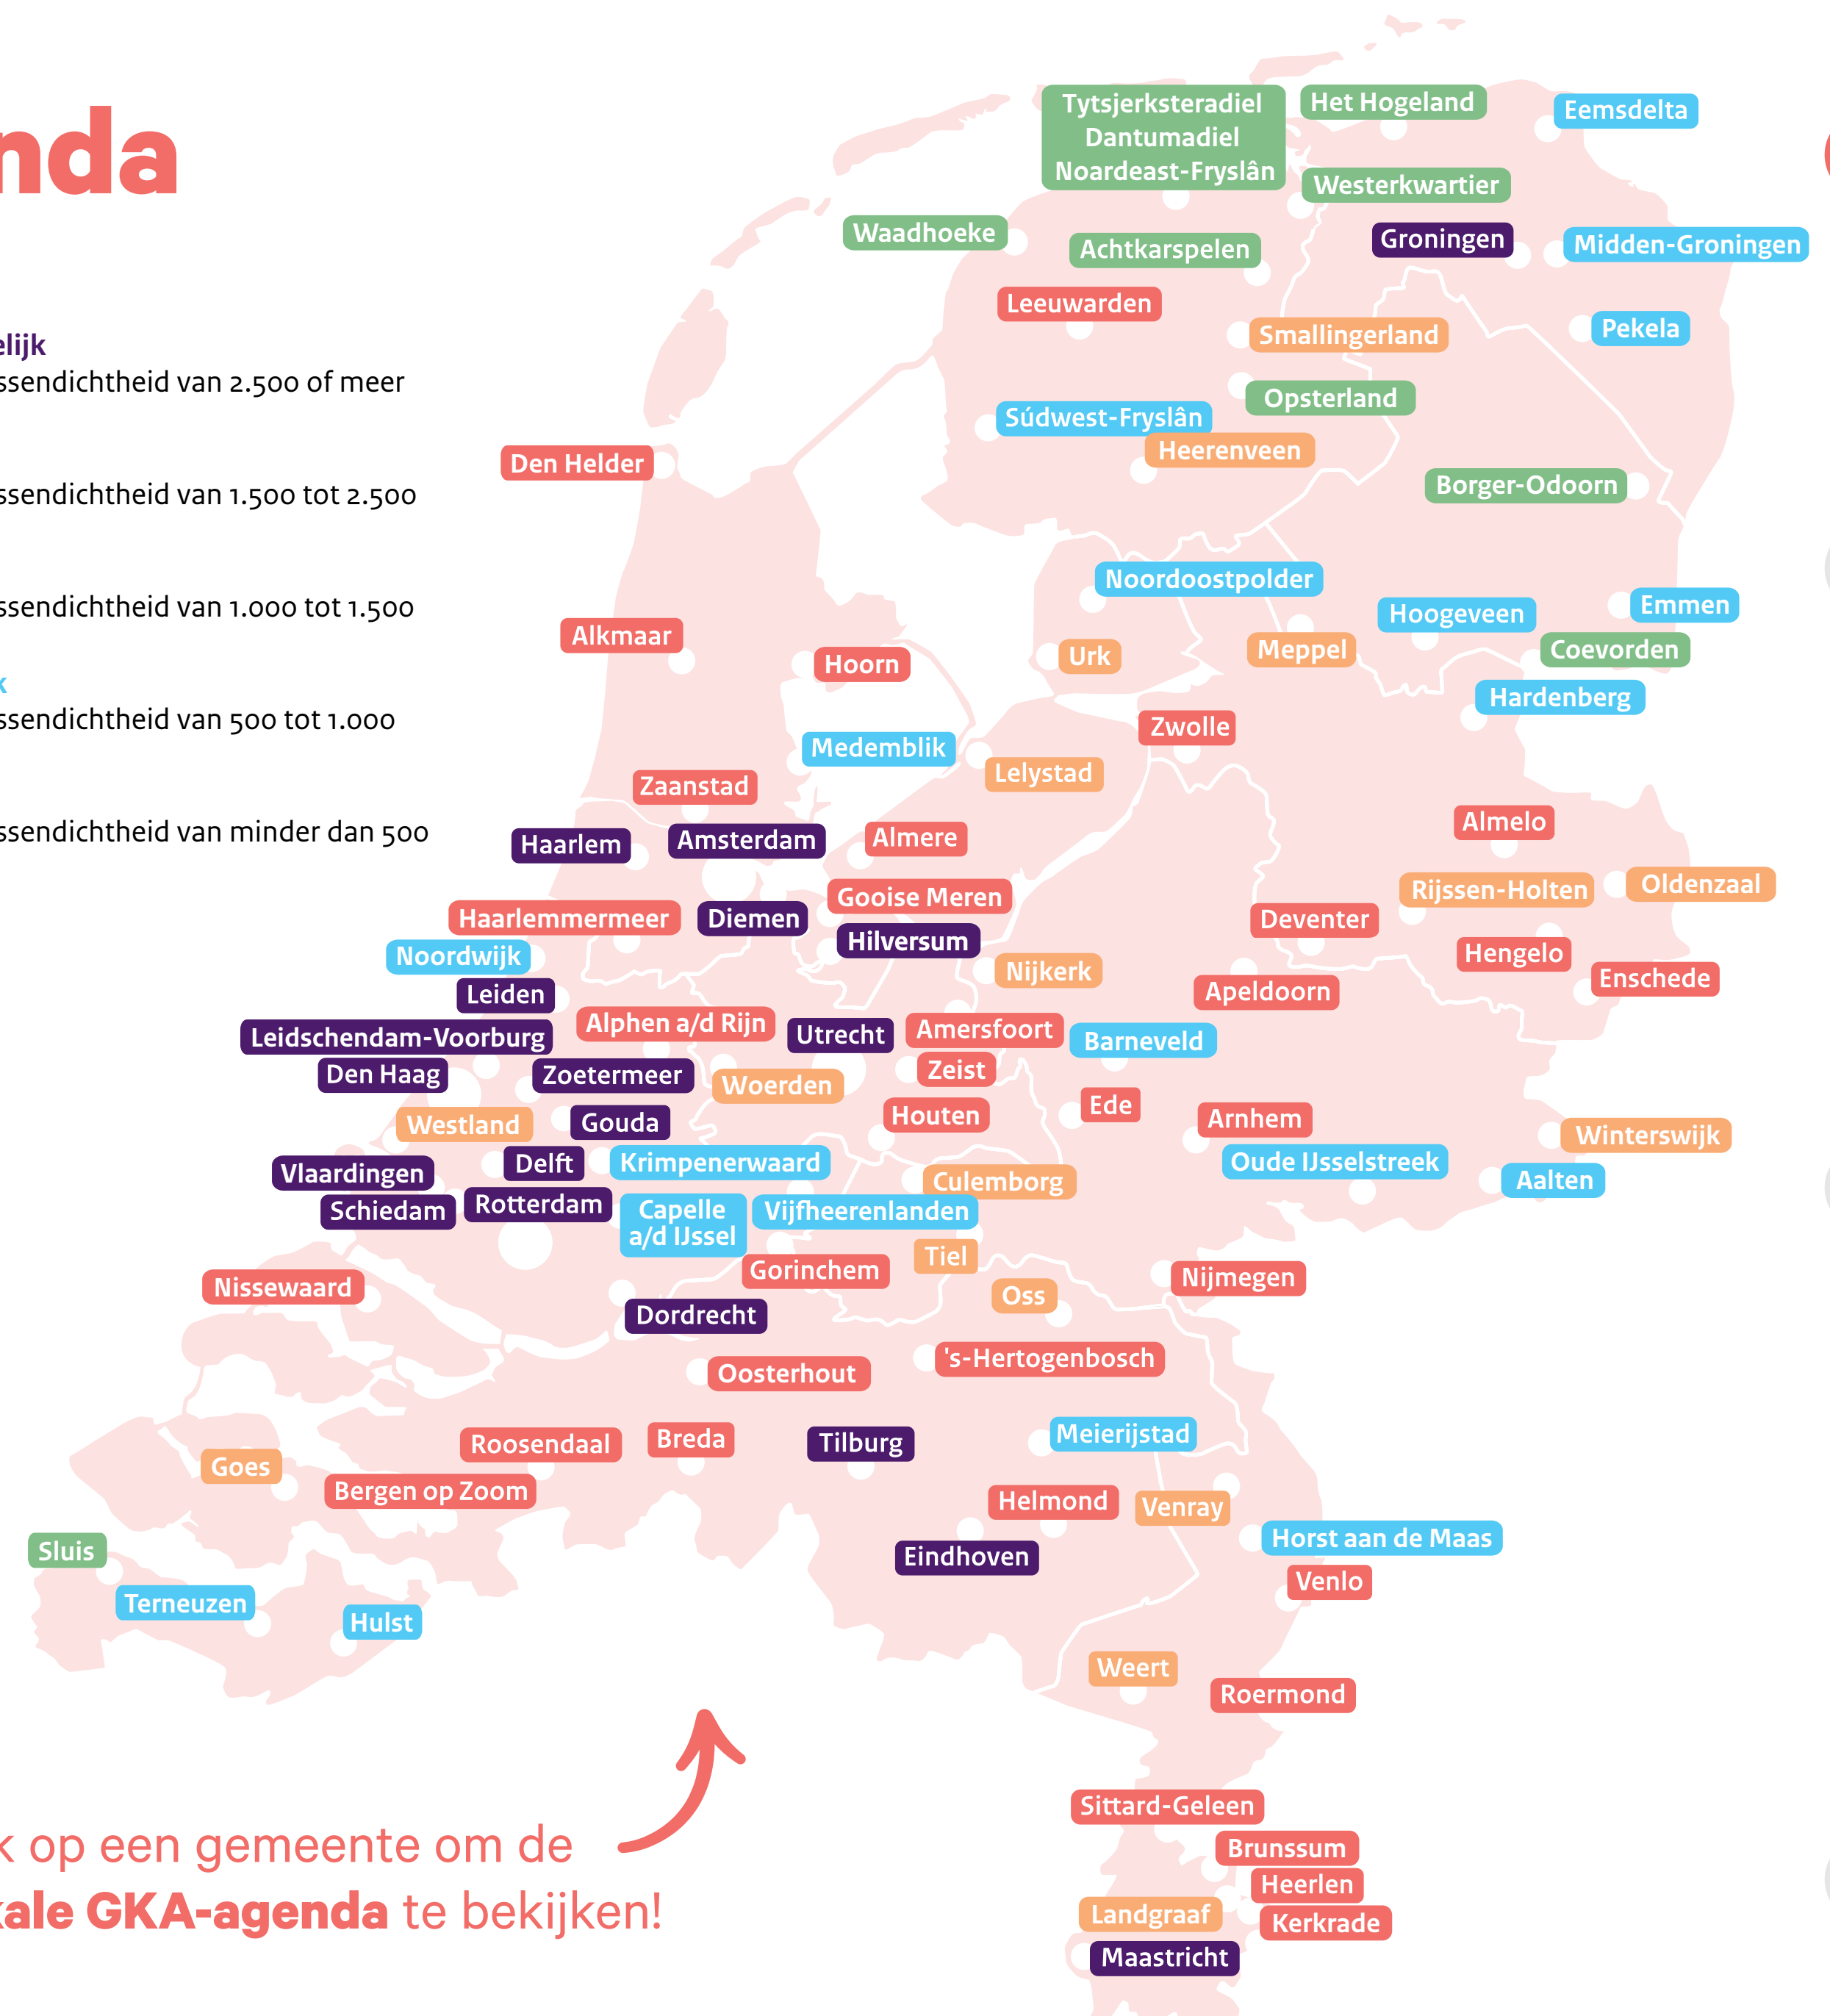 nda
elijk
ssendichtheid van 2.500 of meer
ssendichtheid van 1.500 tot 2.500
ssendichtheid van 1.000 tot 1.500
k
ssendichtheid van 500 tot 1.000
ssendichtheid van minder dan 500
Tytsjerksteradiel
Dantumadiel
Noardeast-Fryslân
Het Hogeland
Eemsdelta
Westerkwartier
Waadhoeke
Achtkarspelen
Groningen
Midden-Groningen
Leeuwarden
Smallingerland
Pekela
Opsterland
Súdwest-Fryslân
Heerenveen
Den Helder
Borger-Odoorn
Noordoostpolder
Hoogeveen
Emmen
Alkmaar
Hoorn
Urk
Meppel
Coevorden
Hardenberg
Zwolle
Medemblik
Lelystad
Zaanstad
Almelo
Haarlem
Amsterdam
Almere
Rijssen-Holten
Oldenzaal
Gooise Meren
Haarlemmermeer
Diemen
Deventer
Hilversum
Hengelo
Noordwijk
Nijkerk
Enschede
Leiden
Apeldoorn
Alphen a/d Rijn
Utrecht
Amersfoort
Leidschendam-Voorburg
Barneveld
Den Haag
Zoetermeer
Woerden
Zeist
Ede
Westland
Gouda
Houten
Arnhem
Winterswijk
Vlaardingen
Delft
Krimpenerwaard
Oude IJsselstreek
Culemborg
Aalten
Schiedam
Rotterdam
Capelle
a/d IJssel
Vijfheerenlanden
Tiel
Gorinchem
Nijmegen
Nissewaard
Oss
Dordrecht
's-Hertogenbosch
Oosterhout
Roosendaal
Breda
Tilburg
Meierijstad
Goes
Bergen op Zoom
Helmond
Venray
Sluis
Eindhoven
Horst aan de Maas
Venlo
Terneuzen
Hulst
Weert
Roermond
Sittard-Geleen
Brunssum
Heerlen
Landgraaf
Kerkrade
Maastricht
k op een gemeente om de
kale GKA-agenda te bekijken!